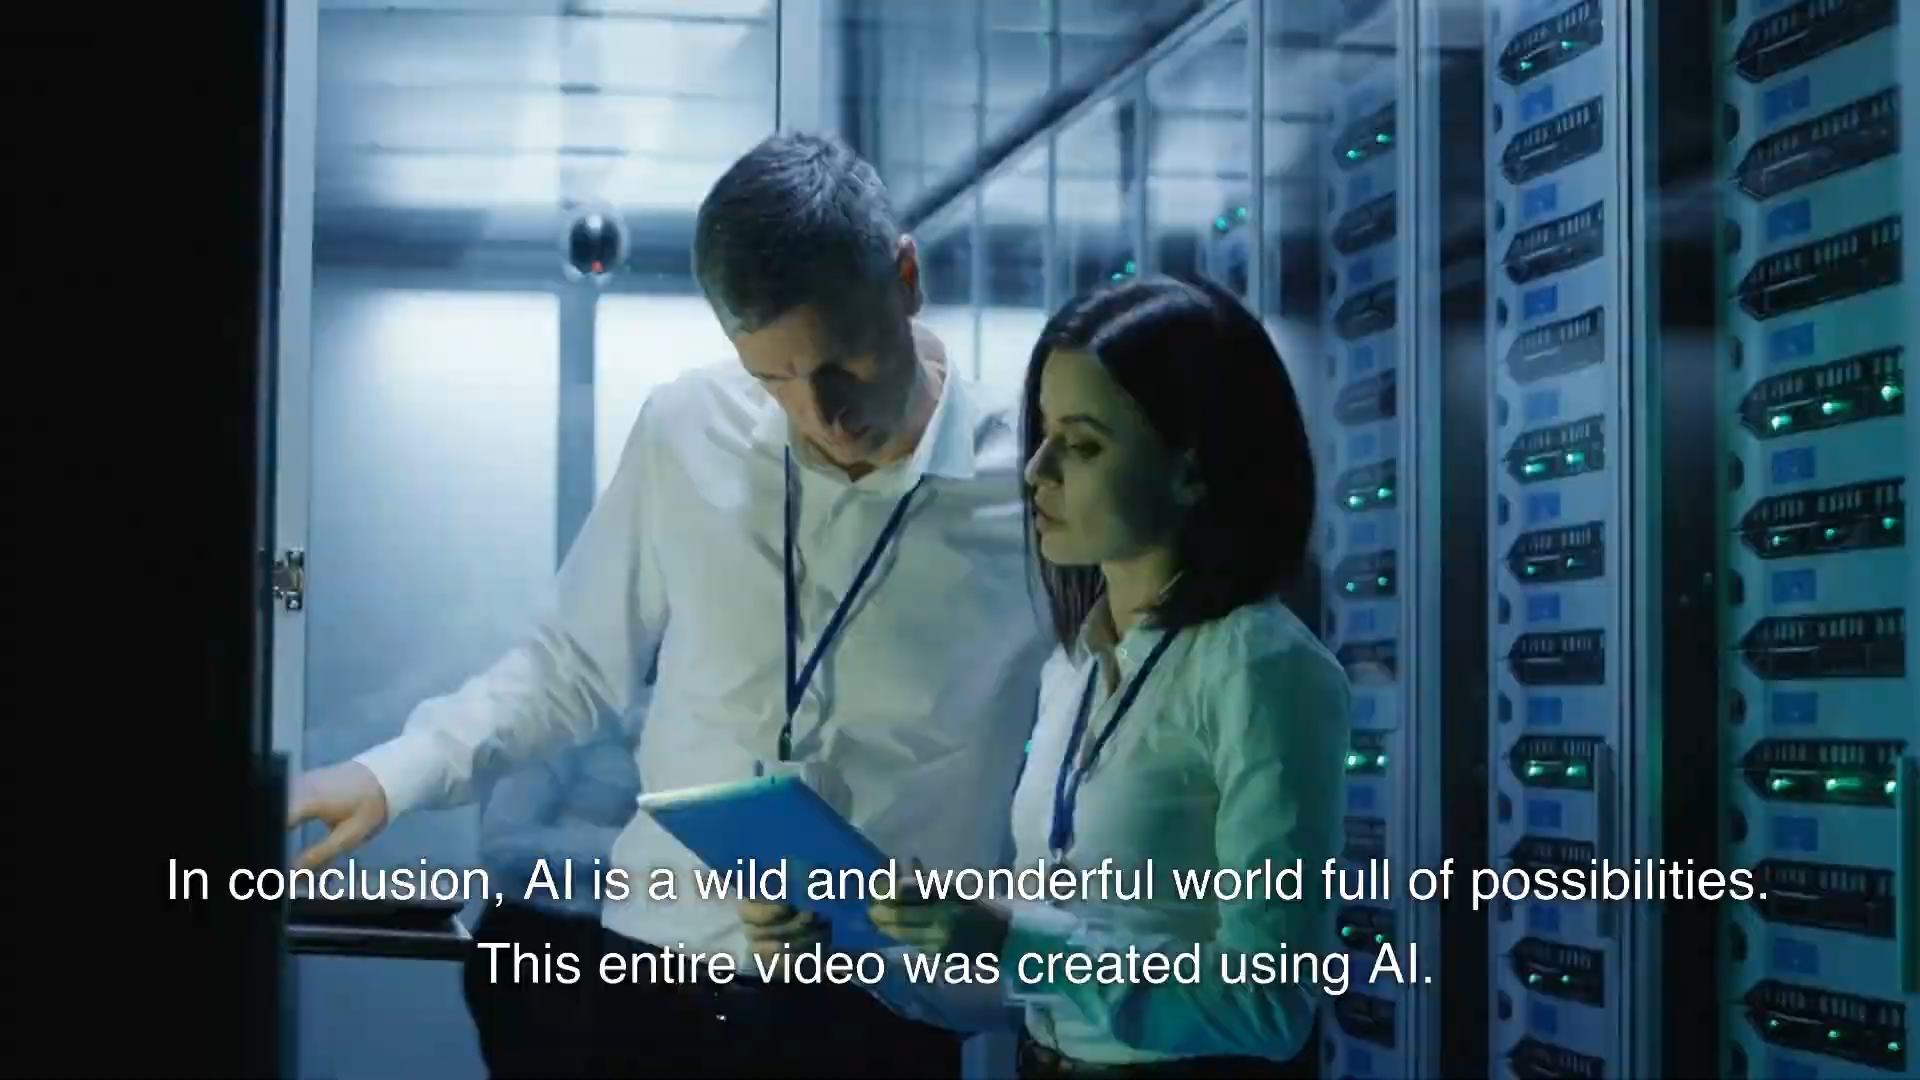 In conclusion, AI is a wild and wonderful world full of possibilities.
This entire video was created using AI.